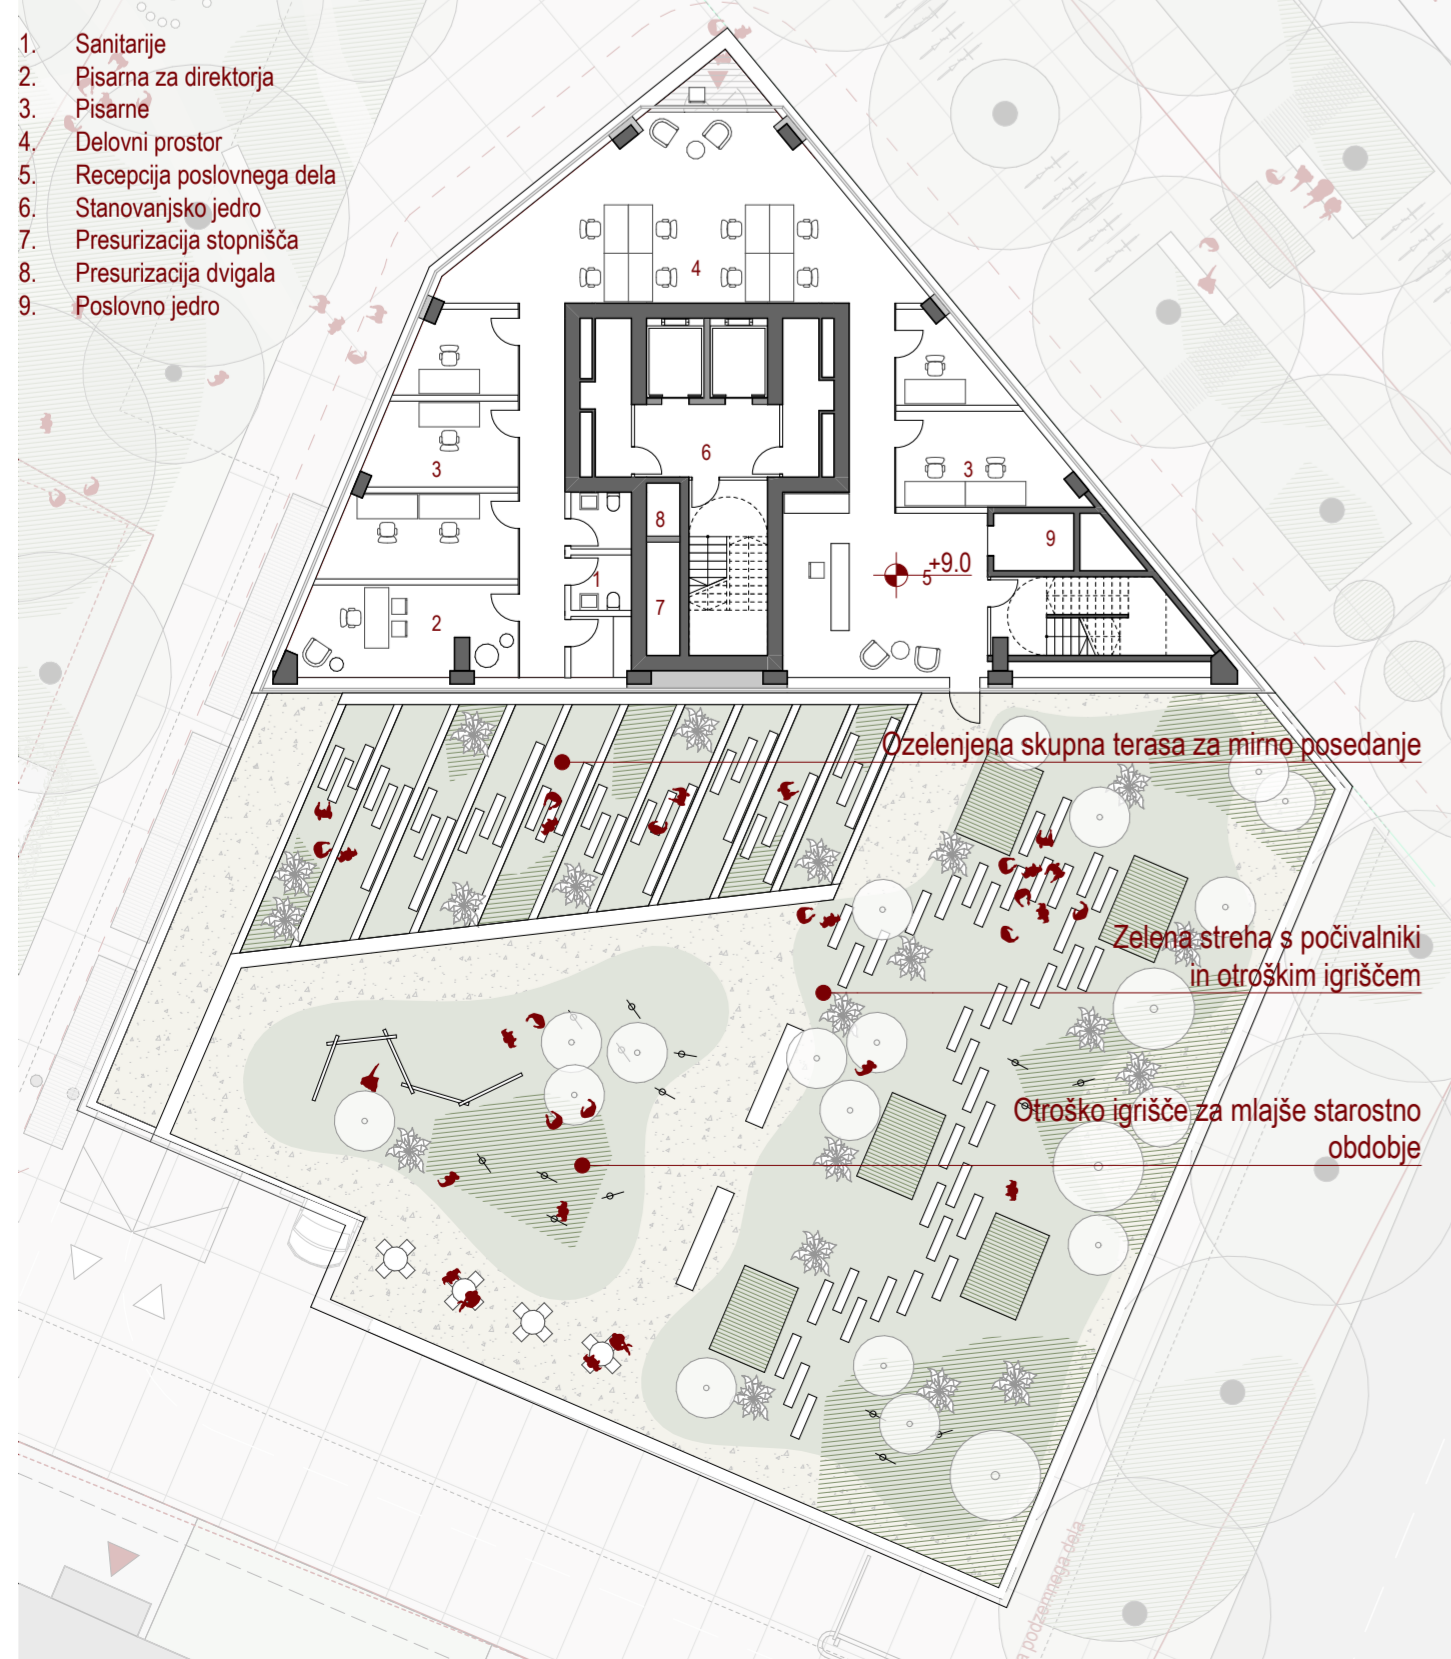 1. Sanitarije
2. Pisarna za direktorja
3. Pisarne
4. Delovni prostor
5. Recepcija poslovnega dela
6. Stanovanjsko jedro
7. Presurizacija stopnišča
8. Presurizacija dvigala
9. Poslovno jedro
4
6
3
3
8
9
1
5
+9.0
7
2
Ozelenjena skupna terasa za mirno posedanje
Zelena streha s počivalniki
in otroškim igriščem
Otroško igrišče za mlajše starostno
obdobje
podzemnega dela